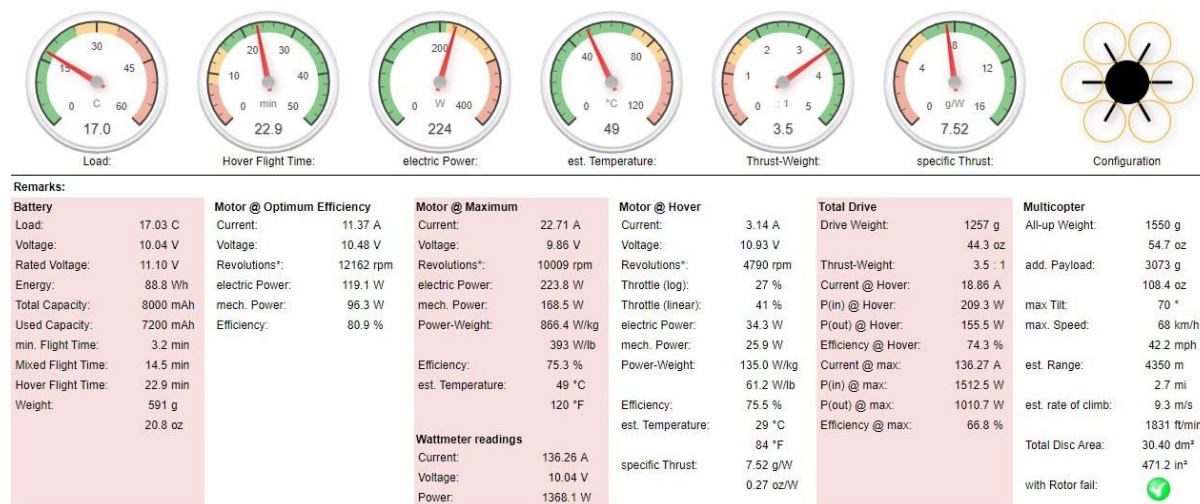 30
15
45
0
C
60
17.0
Load:
20
30
10
40
0
min
50
22.9
Hover Flight Time:
200
0
W
400
224
electric Power:
40
80
0
°C
120
49
est. Temperature:
2
3
1
4
0
: 1
5
3.5
Thrust-Weight:
8
4
12
0
g/W
16
7.52
specific Thrust:
Configuration
Remarks:
Battery
Load: 17.03 C
Voltage: 10.04 V
Rated Voltage: 11.10 V
Energy: 88.8 Wh
Total Capacity: 8000 mAh
Used Capacity: 7200 mAh
min. Flight Time: 3.2 min
Mixed Flight Time: 14.5 min
Hover Flight Time: 22.9 min
Weight: 591 g
20.8 oz
Motor @ Optimum Efficiency
Current: 11.37 A
Voltage: 10.48 V
Revolutions*: 12162 rpm
electric Power: 119.1 W
mech. Power: 96.3 W
Efficiency: 80.9 %
Motor @ Maximum
Current: 22.71 A
Voltage: 9.86 V
Revolutions*: 10009 rpm
electric Power: 223.8 W
mech. Power: 168.5 W
Power-Weight: 866.4 W/kg
393 W/lb
Efficiency: 75.3 %
est. Temperature: 49 °C
120 °F
Wattmeter readings
Current: 136.26 A
Voltage: 10.04 V
Power: 1368.1 W
Motor @ Hover
Current: 3.14 A
Voltage: 10.93 V
Revolutions*: 4790 rpm
Throttle (log): 27 %
Throttle (linear): 41 %
electric Power: 34.3 W
mech. Power: 25.9 W
Power-Weight: 135.0 W/kg
61.2 W/lb
Efficiency: 75.5 %
est. Temperature: 29 °C
84 °F
specific Thrust: 7.52 g/W
0.27 oz/W
Total Drive
Drive Weight: 1257 g
44.3 oz
Thrust-Weight: 3.5 : 1
Current @ Hover: 18.86 A
P(in) @ Hover: 209.3 W
P(out) @ Hover: 155.5 W
Efficiency @ Hover: 74.3 %
Current @ max: 136.27 A
P(in) @ max: 1512.5 W
P(out) @ max: 1010.7 W
Efficiency @ max: 66.8 %
Multicopter
All-up Weight: 1550 g
54.7 oz
add. Payload: 3073 g
108.4 oz
max Tilt: 70 °
max. Speed: 68 km/h
42.2 mph
est. Range: 4350 m
2.7 mi
est. rate of climb: 9.3 m/s
1831 ft/min
Total Disc Area: 30.40 dm²
471.2 in²
with Rotor fail: